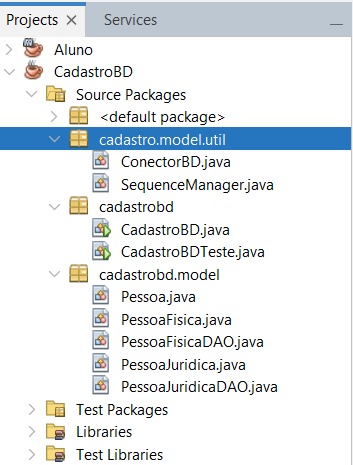 Projects × Services
Aluno
CadastroBD
Source Packages
<default package>
cadastro.model.util
ConectorBD.java
SequenceManager.java
cadastrobd
CadastroBD.java
CadastroBDTeste.java
cadastrobd.model
Pessoa.java
PessoaFisica.java
PessoaFisicaDAO.java
PessoaJuridica.java
PessoaJuridicaDAO.java
Test Packages
Libraries
Test Libraries